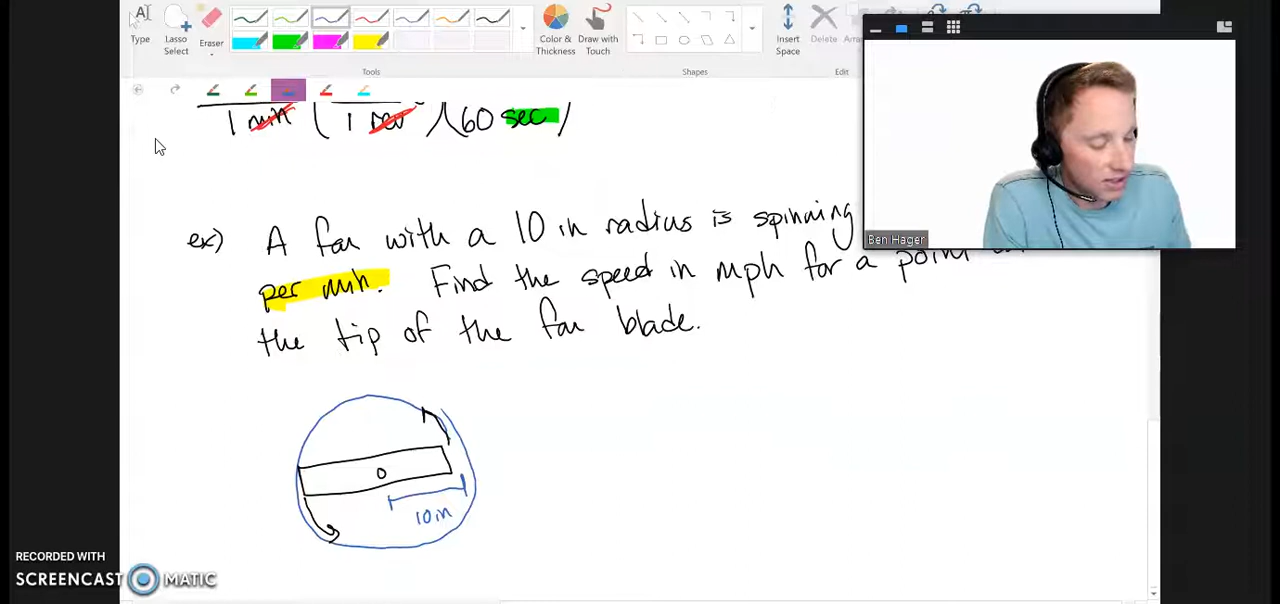 Type
Lasso
Select
Eraser
Color &
Thickness
Draw with
Touch
Insert
Space
Delete
Tools
Shapes
Edit
1 min ( 1 rev )(60 sec )
ex) A fan with a 10 in radius is spinning
per min. Find the speed in mph for a point
the tip of the fan blade.
10 in
Ben Hager
RECORDED WITH
SCREENCAST MATIC